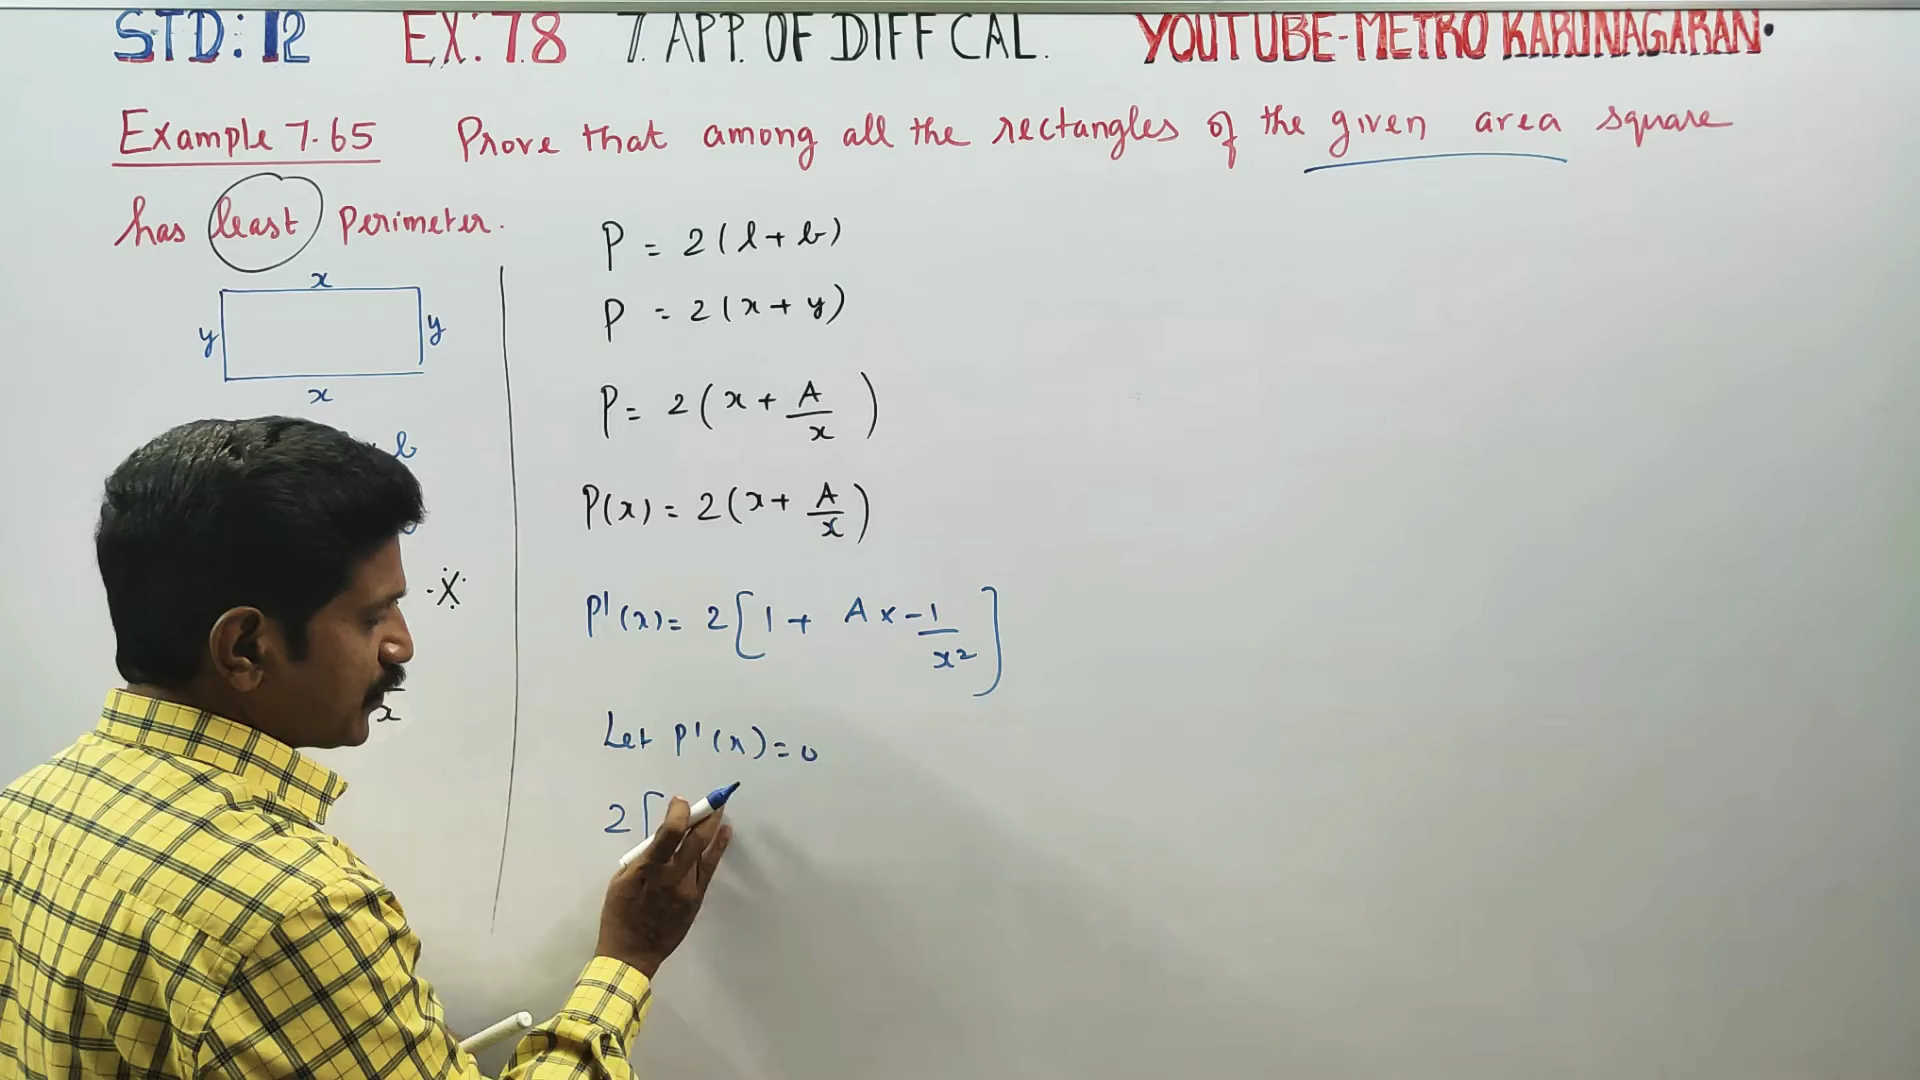 STD: 12 EX: 7.8 7. APP. OF DIFF CAL. YOUTUBE-METRO KARUNAGARAN.
Example 7.65 Prove that among all the rectangles of the given area square
has least perimeter.
x
y
y
x
b
x
P = 2(l+b)
P = 2(x+y)
P = 2(x + A/x)
P(x) = 2(x + A/x)
P'(x) = 2[1 + A x -1/x²]
Let P'(x) = 0
2[